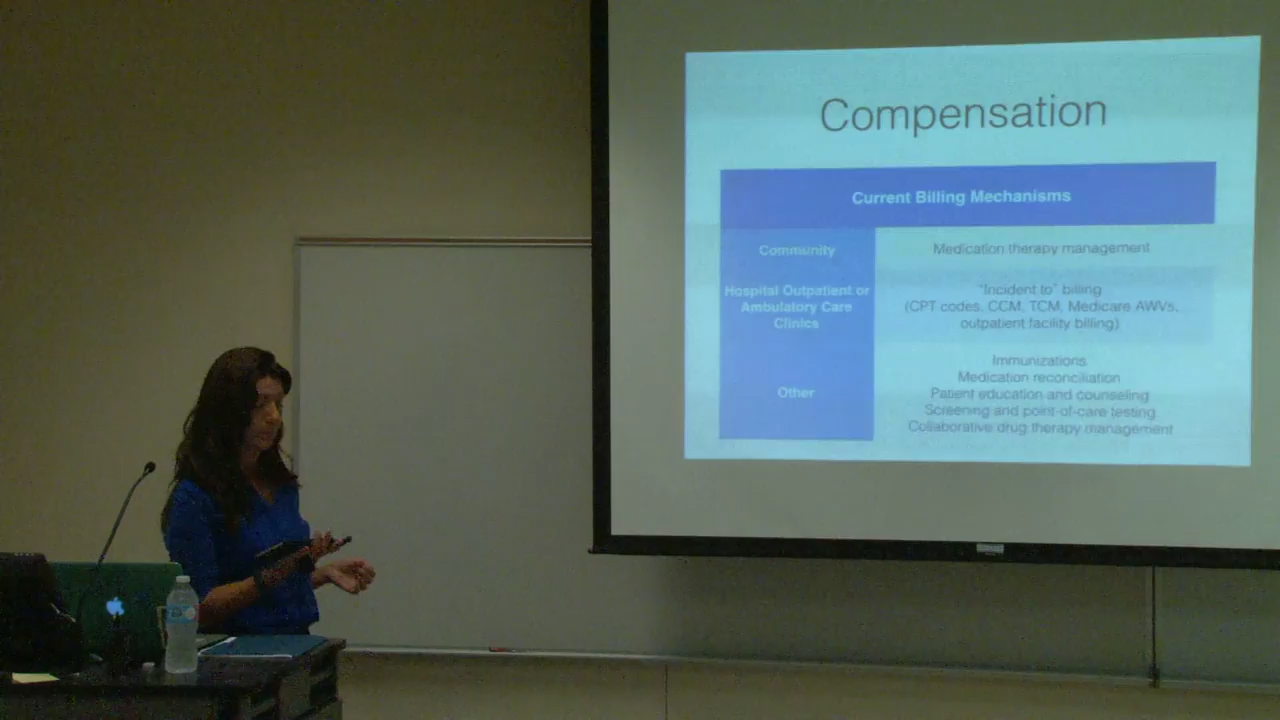 Compensation
Current Billing Mechanisms
Community
Medication therapy management
Hospital Outpatient or
Ambulatory Care
Clinics
"Incident to" billing
(CPT codes, CCM, TCM, Medicare AWVs,
outpatient facility billing)
Other
Immunizations
Medication reconciliation
Patient education and counseling
Screening and point-of-care testing
Collaborative drug therapy management